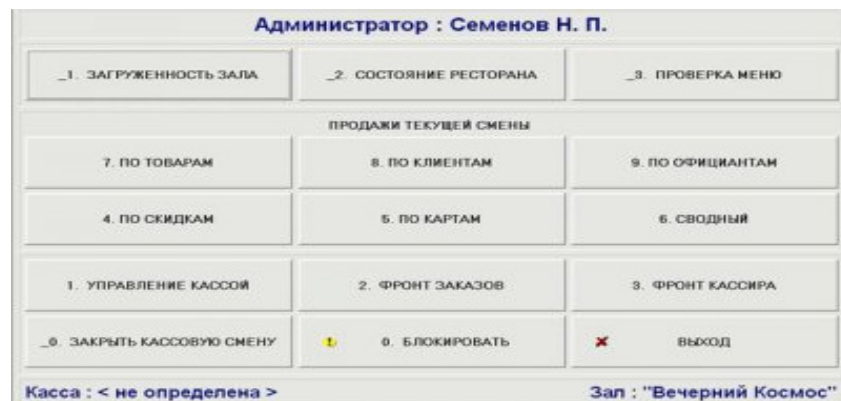 Администратор : Семенов Н. П.
_1. ЗАГРУЖЕННОСТЬ ЗАЛА _2. СОСТОЯНИЕ РЕСТОРАНА _3. ПРОВЕРКА МЕНЮ
ПРОДАЖИ ТЕКУЩЕЙ СМЕНЫ
7. ПО ТОВАРАМ 8. ПО КЛИЕНТАМ 9. ПО ОФИЦИАНТАМ
4. ПО СКИДКАМ 5. ПО КАРТАМ 6. СВОДНЫЙ
1. УПРАВЛЕНИЕ КАССОЙ 2. ФРОНТ ЗАКАЗОВ 3. ФРОНТ КАССИРА
_0. ЗАКРЫТЬ КАССОВУЮ СМЕНУ 0. БЛОКИРОВАТЬ ВЫХОД
Касса : < не определена > Зал : "Вечерний Космос"